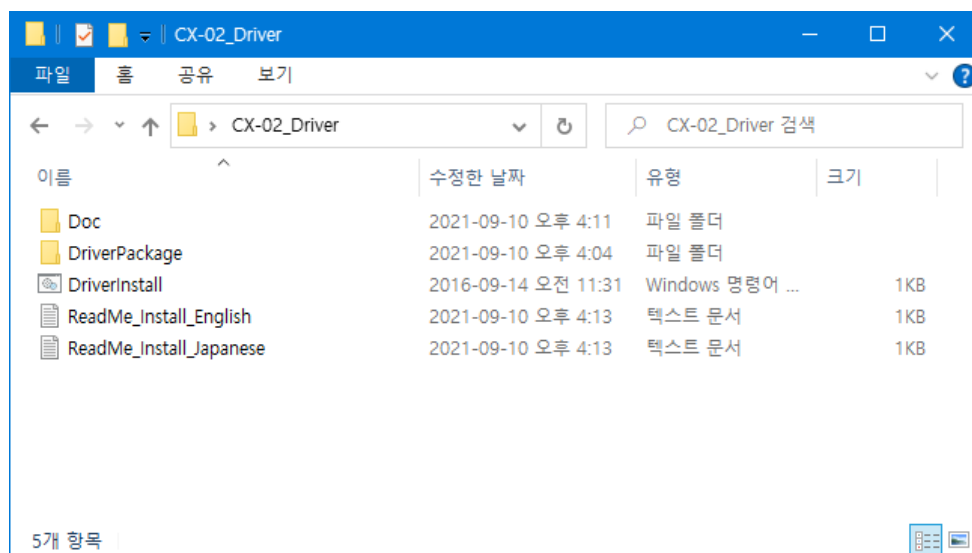 CX-02_Driver
파일 홈 공유 보기
CX-02_Driver CX-02_Driver 검색
이름 수정한 날짜 유형 크기
Doc 2021-09-10 오후 4:11 파일 폴더
DriverPackage 2021-09-10 오후 4:04 파일 폴더
DriverInstall 2016-09-14 오전 11:31 Windows 명령어 ... 1KB
ReadMe_Install_English 2021-09-10 오후 4:13 텍스트 문서 1KB
ReadMe_Install_Japanese 2021-09-10 오후 4:13 텍스트 문서 1KB
5개 항목